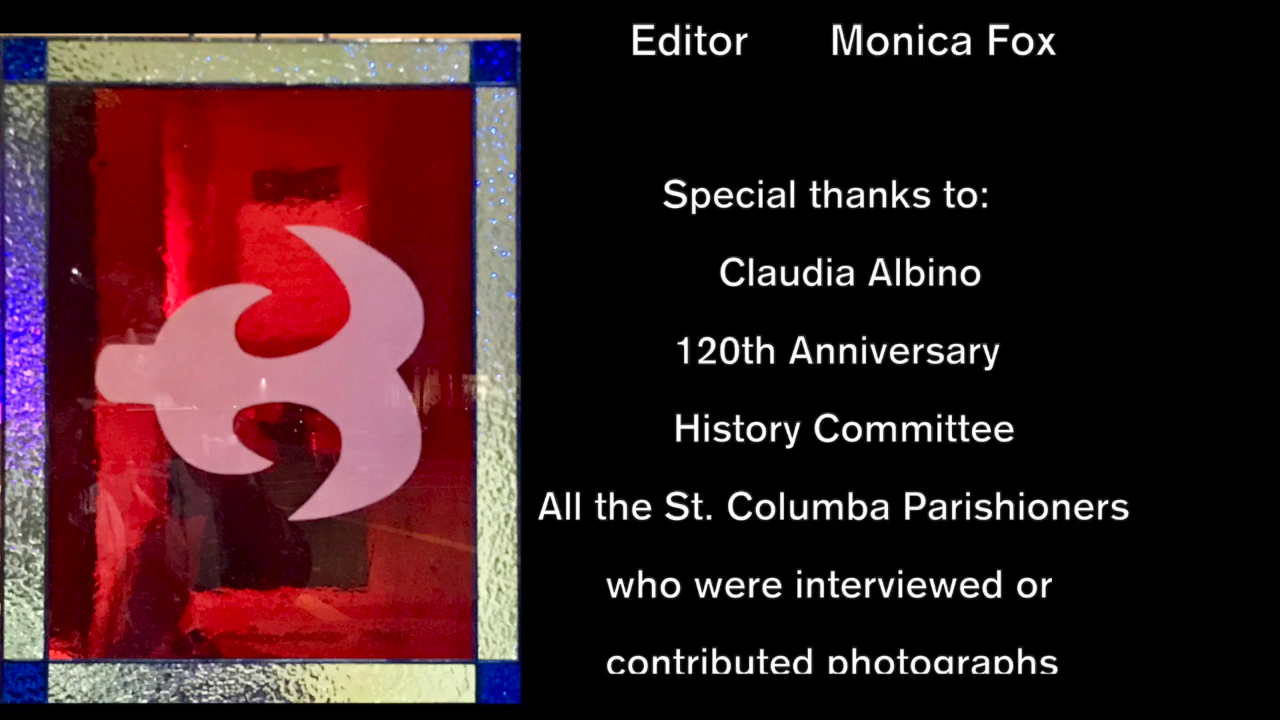 Editor Monica Fox
Special thanks to:
Claudia Albino
120th Anniversary
History Committee
All the St. Columba Parishioners
who were interviewed or
contributed photographs